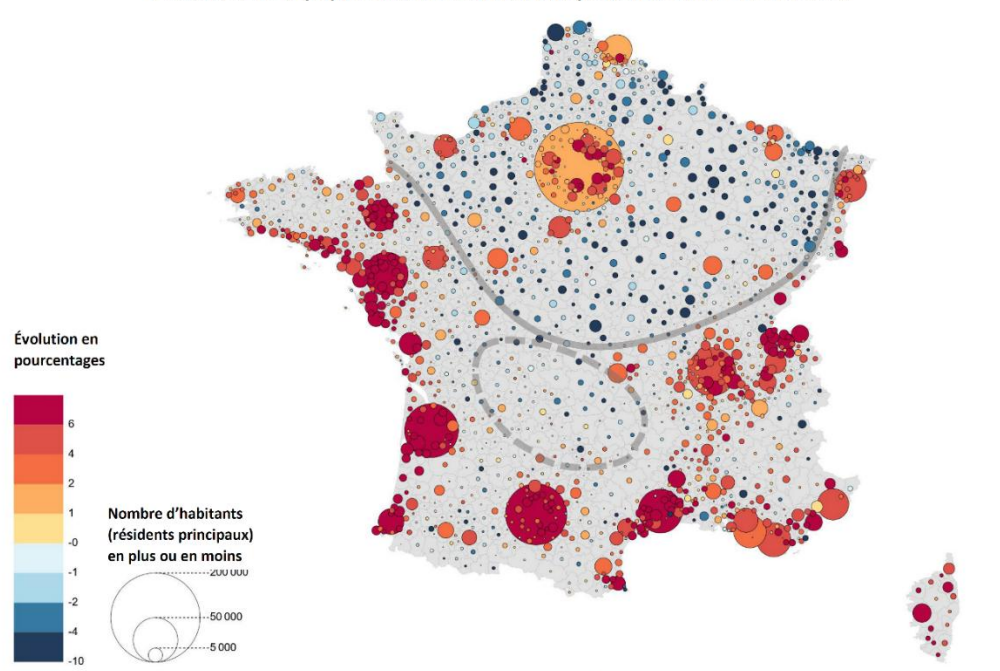 Évolution en
pourcentages
6
4
2
1
-0
-1
-2
-4
-10
Nombre d’habitants
(résidents principaux)
en plus ou en moins
200 000
50 000
5 000